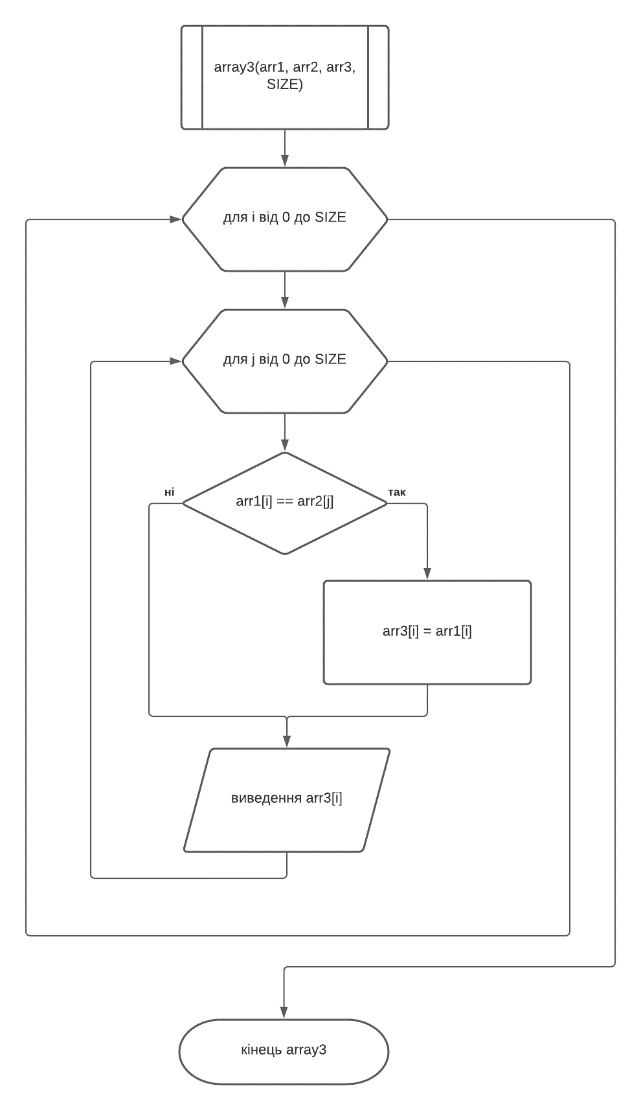 array3(arr1, arr2, arr3,
SIZE)
для i від 0 до SIZE
для j від 0 до SIZE
arr1[i] == arr2[j]
ні
так
arr3[i] = arr1[i]
виведення arr3[i]
кінець array3